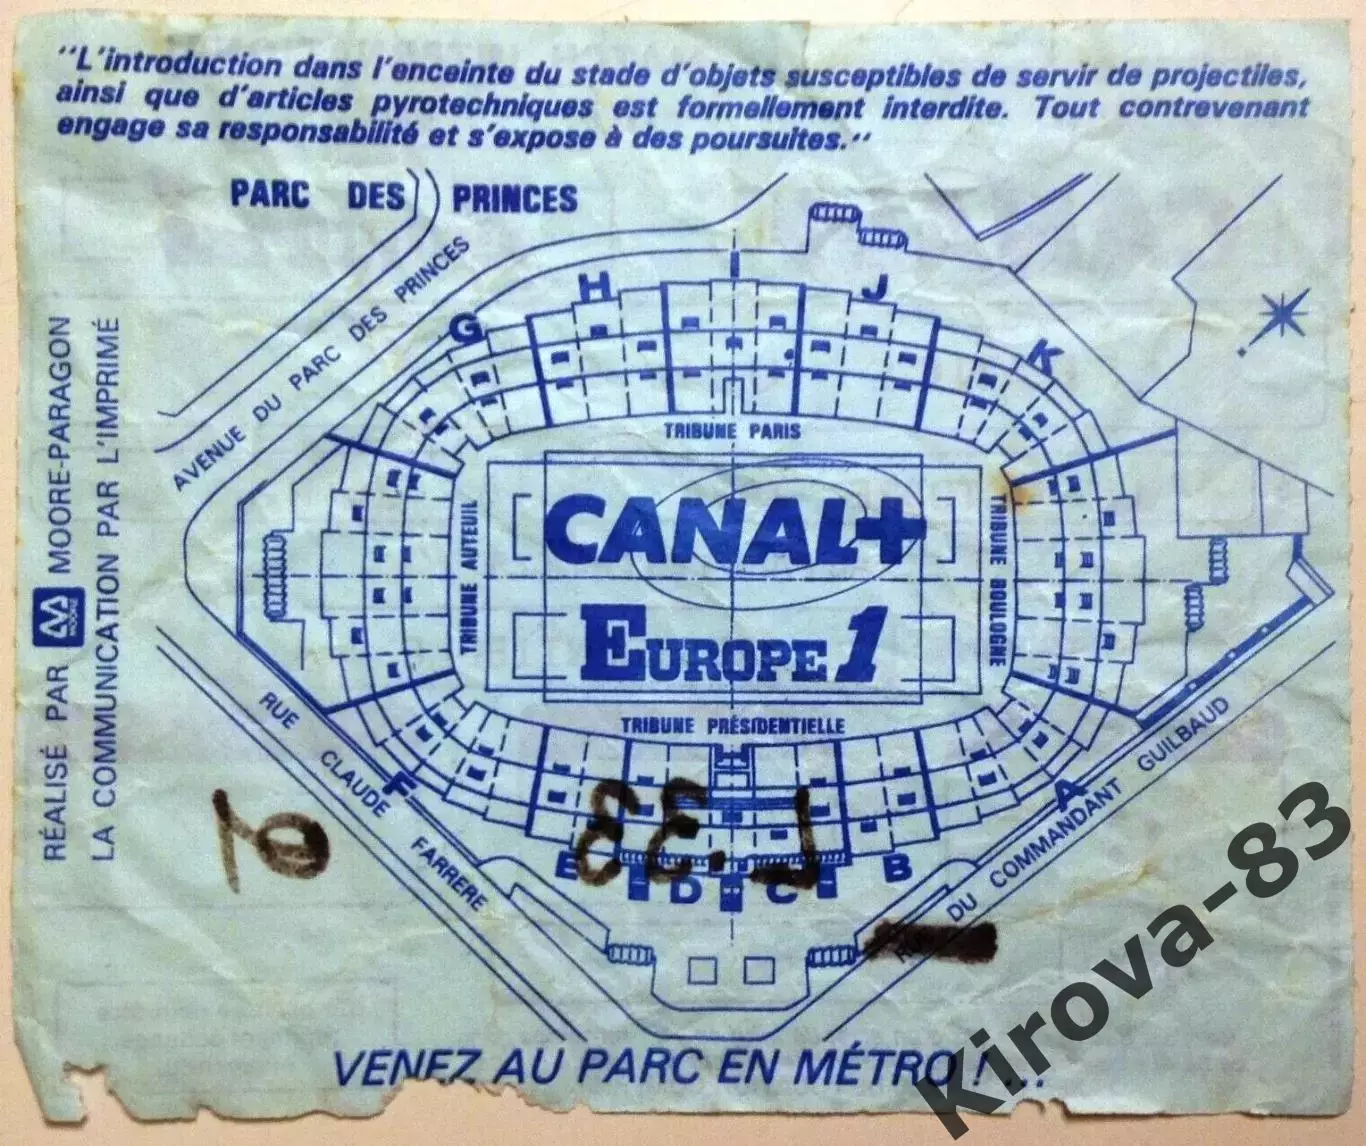 "L'introduction dans l'enceinte du stade d'objets susceptibles de servir de projectiles,
ainsi que d'articles pyrotechniques est formellement interdite. Tout contrevenant
engage sa responsabilité et s'expose à des poursuites."
PARC DES PRINCES
AVENUE DU PARC DES PRINCES
H
I
J
G
K
TRIBUNE PARIS
RÉALISÉ PAR MOORE MOORE-PARAGON
LA COMMUNICATION PAR L'IMPRIMÉ
TRIBUNE AUTEUIL
CANAL+
EUROPE 1
TRIBUNE BOULOGNE
TRIBUNE PRÉSIDENTIELLE
RUE CLAUDE FARRERE
F
A
E
D
C
B
RUE DU COMMANDANT GUILBAUD
VENEZ AU PARC EN MÉTRO !...
Kirova-83